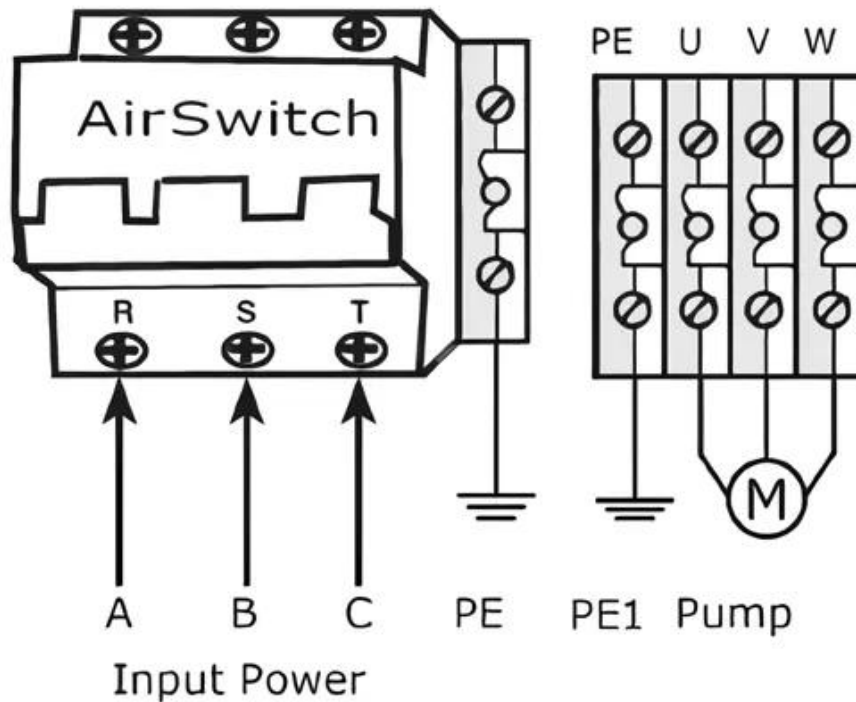 PE U V W
AirSwitch
R S T
M
A B C PE PE1 Pump
Input Power